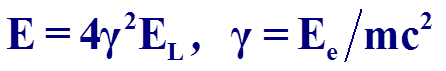 E = 4γ²E_L , γ = E_e/mc²